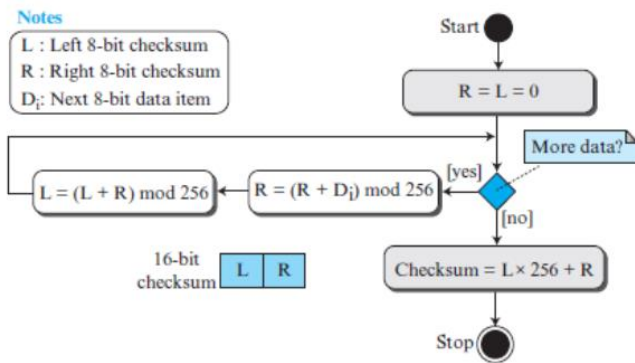 Notes
L : Left 8-bit checksum
R : Right 8-bit checksum
Dᵢ: Next 8-bit data item
Start
R = L = 0
More data?
[yes]
L = (L + R) mod 256
R = (R + Dᵢ) mod 256
[no]
16-bit
checksum
L R
Checksum = L× 256 + R
Stop